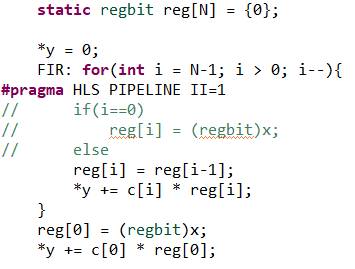 static regbit reg[N] = {0};
*y = 0;
FIR: for(int i = N-1; i > 0; i--){
#pragma HLS PIPELINE II=1
// if(i==0)
// reg[i] = (regbit)x;
// else
reg[i] = reg[i-1];
*y += c[i] * reg[i];
}
reg[0] = (regbit)x;
*y += c[0] * reg[0];